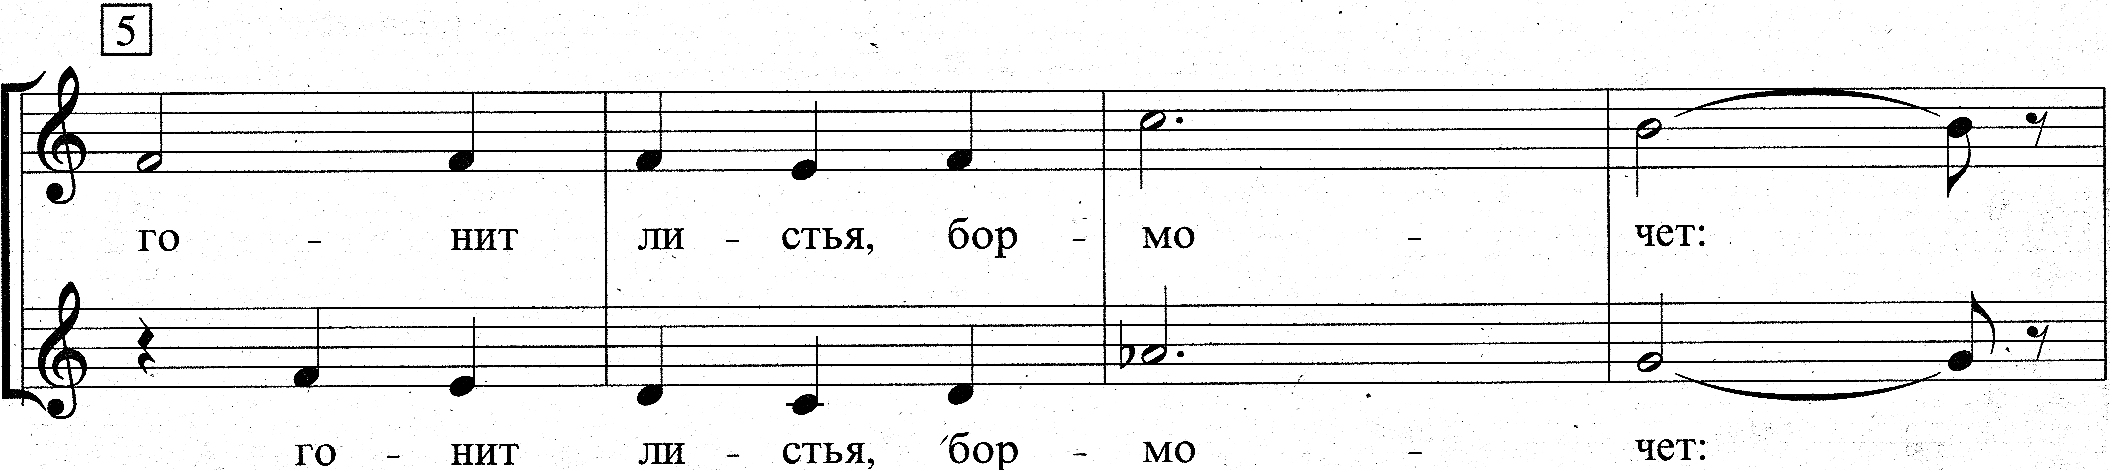 5
го - нит ли - стья, бор - мо - чет:
го - нит ли - стья, бор - мо - чет: